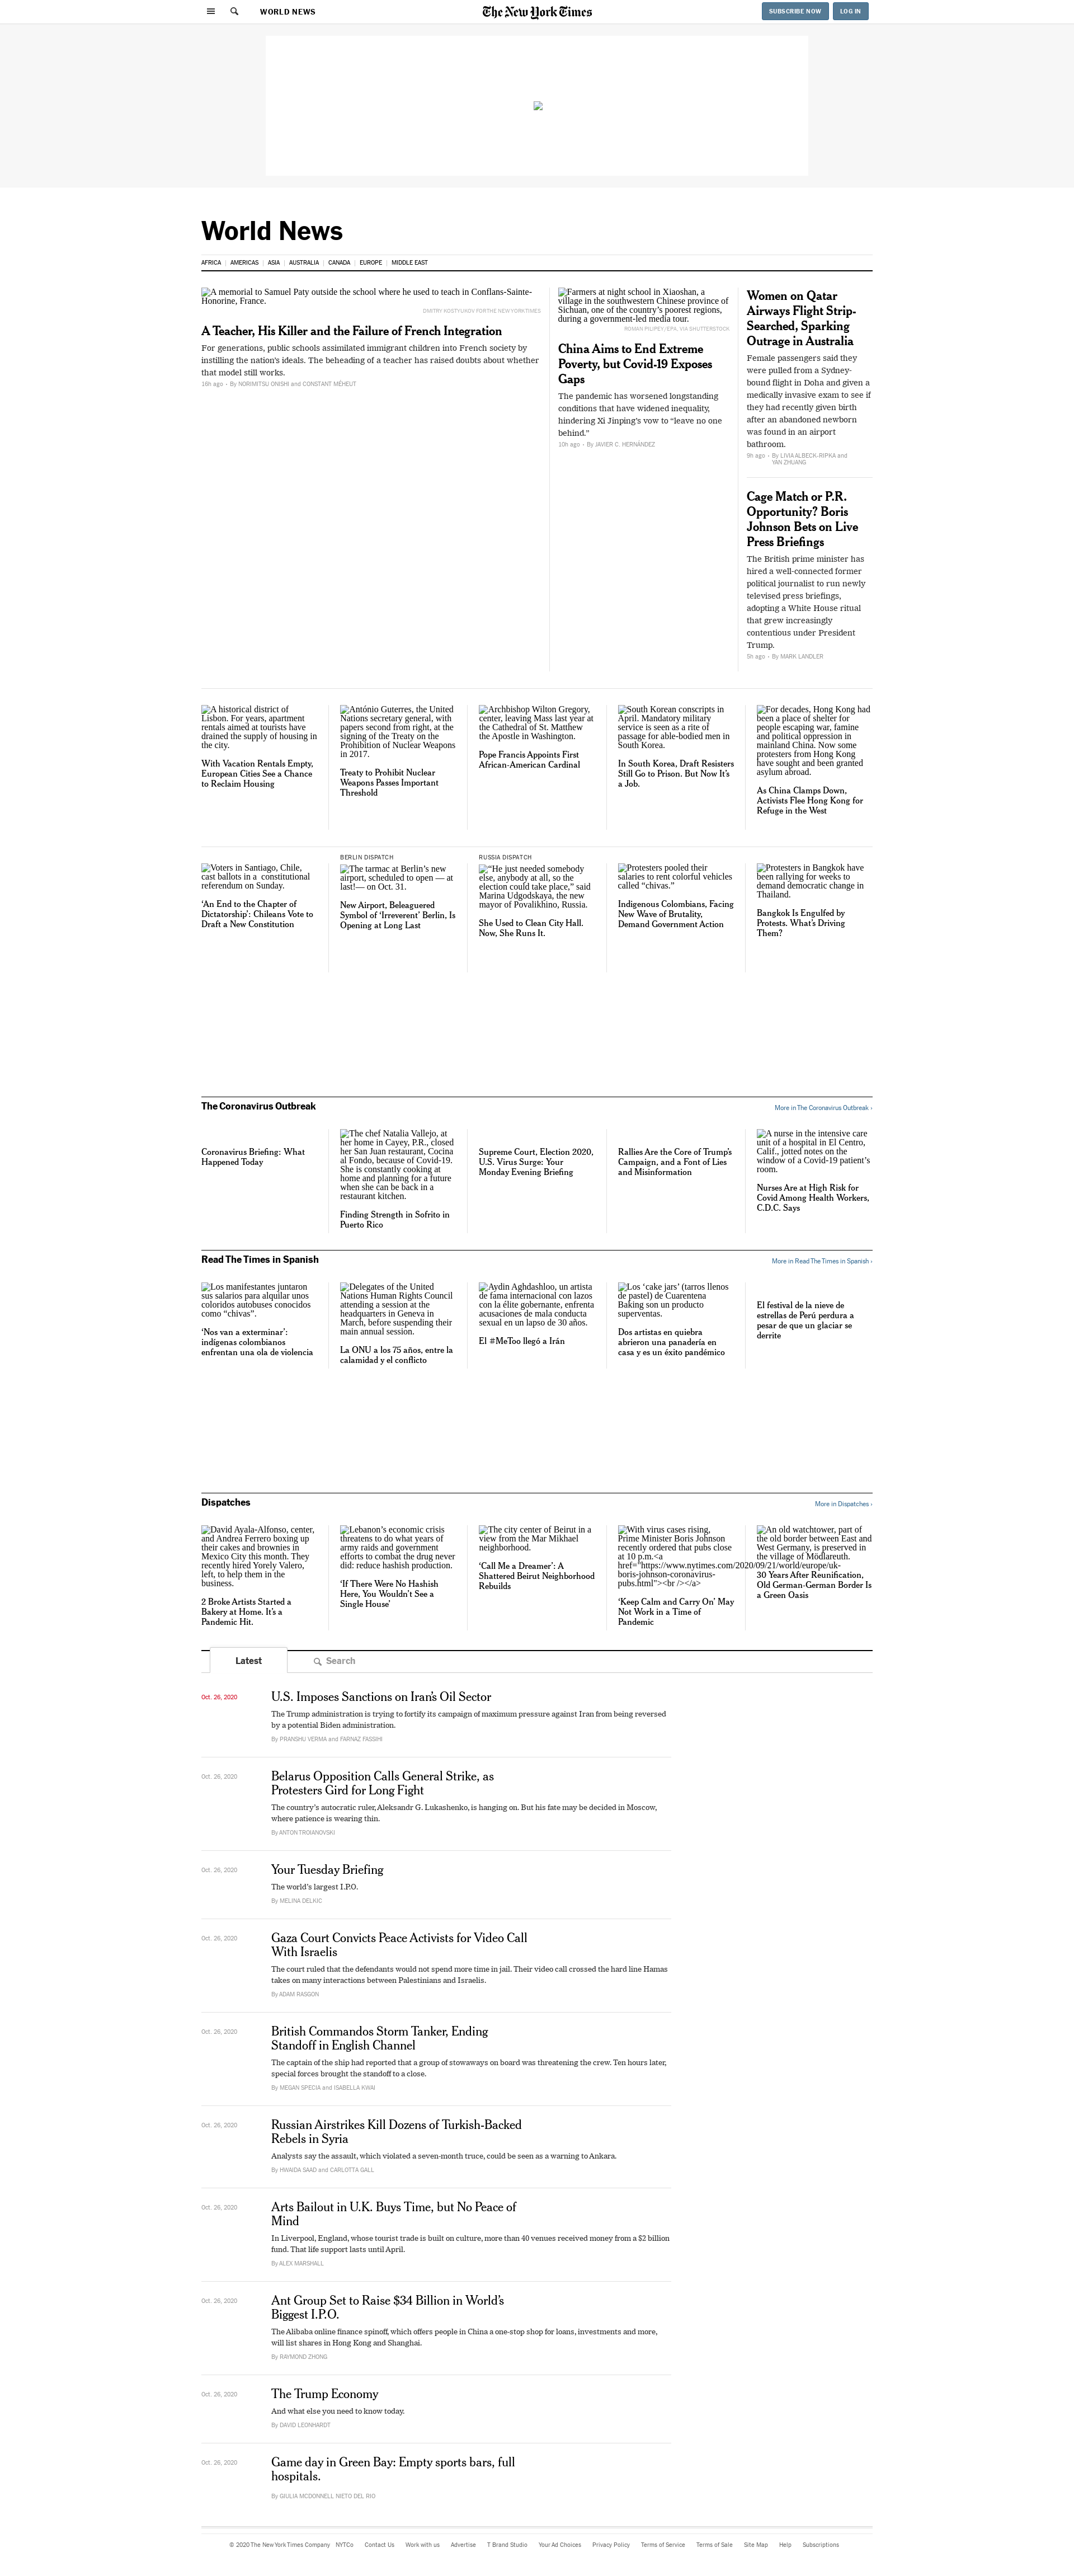 WORLD NEWS
The New York Times
SUBSCRIBE NOW
LOG IN
World News
AFRICA
AMERICAS
ASIA
AUSTRALIA
CANADA
EUROPE
MIDDLE EAST
A memorial to Samuel Paty outside the school where he used to teach in Conflans-Sainte-
Honorine, France.
DMITRY KOSTYUKOV FOR THE NEW YORK TIMES
A Teacher, His Killer and the Failure of French Integration
For generations, public schools assimilated immigrant children into French society by
instilling the nation's ideals. The beheading of a teacher has raised doubts about whether
that model still works.
16h ago • By NORIMITSU ONISHI and CONSTANT MÉHEUT
Farmers at night school in Xiaoshan, a
village in the southwestern Chinese province of
Sichuan, one of the country's poorest regions,
during a government-led media tour.
ROMAN PILIPEY/EPA, VIA SHUTTERSTOCK
China Aims to End Extreme
Poverty, but Covid-19 Exposes
Gaps
The pandemic has worsened longstanding
conditions that have widened inequality,
hindering Xi Jinping's vow to “leave no one
behind.”
10h ago • By JAVIER C. HERNÁNDEZ
Women on Qatar
Airways Flight Strip-
Searched, Sparking
Outrage in Australia
Female passengers said they
were pulled from a Sydney-
bound flight in Doha and given a
medically invasive exam to see if
they had recently given birth
after an abandoned newborn
was found in an airport
bathroom.
9h ago • By LIVIA ALBECK-RIPKA and
YAN ZHUANG
Cage Match or P.R.
Opportunity? Boris
Johnson Bets on Live
Press Briefings
The British prime minister has
hired a well-connected former
political journalist to run newly
televised press briefings,
adopting a White House ritual
that grew increasingly
contentious under President
Trump.
5h ago • By MARK LANDLER
A historical district of
Lisbon. For years, apartment
rentals aimed at tourists have
drained the supply of housing in
the city.
With Vacation Rentals Empty,
European Cities See a Chance
to Reclaim Housing
António Guterres, the United
Nations secretary general, with
papers second from right, at the
signing of the Treaty on the
Prohibition of Nuclear Weapons
in 2017.
Treaty to Prohibit Nuclear
Weapons Passes Important
Threshold
Archbishop Wilton Gregory,
center, leaving Mass last year at
the Cathedral of St. Matthew
the Apostle in Washington.
Pope Francis Appoints First
African-American Cardinal
South Korean conscripts in
April. Mandatory military
service is seen as a rite of
passage for able-bodied men in
South Korea.
In South Korea, Draft Resisters
Still Go to Prison. But Now It's
a Job.
For decades, Hong Kong had
been a place of shelter for
people escaping war, famine
and political oppression in
mainland China. Now some
protesters from Hong Kong
have sought and been granted
asylum abroad.
As China Clamps Down,
Activists Flee Hong Kong for
Refuge in the West
Voters in Santiago, Chile,
cast ballots in a constitutional
referendum on Sunday.
‘An End to the Chapter of
Dictatorship’: Chileans Vote to
Draft a New Constitution
BERLIN DISPATCH
The tarmac at Berlin's new
airport, scheduled to open — at
last!— on Oct. 31.
New Airport, Beleaguered
Symbol of ‘Irreverent’ Berlin, Is
Opening at Long Last
RUSSIA DISPATCH
“He just needed somebody
else, anybody at all, so the
election could take place,” said
Marina Udgodskaya, the new
mayor of Povalikhino, Russia.
She Used to Clean City Hall.
Now, She Runs It.
Protesters pooled their
salaries to rent colorful vehicles
called “chivas.”
Indigenous Colombians, Facing
New Wave of Brutality,
Demand Government Action
Protesters in Bangkok have
been rallying for weeks to
demand democratic change in
Thailand.
Bangkok Is Engulfed by
Protests. What's Driving
Them?
The Coronavirus Outbreak
More in The Coronavirus Outbreak ›
Coronavirus Briefing: What
Happened Today
The chef Natalia Vallejo, at
her home in Cayey, P.R., closed
her San Juan restaurant, Cocina
al Fondo, because of Covid-19.
She is constantly cooking at
home and planning for a future
when she can be back in a
restaurant kitchen.
Finding Strength in Sofrito in
Puerto Rico
Supreme Court, Election 2020,
U.S. Virus Surge: Your
Monday Evening Briefing
Rallies Are the Core of Trump's
Campaign, and a Font of Lies
and Misinformation
A nurse in the intensive care
unit of a hospital in El Centro,
Calif., jotted notes on the
window of a Covid-19 patient's
room.
Nurses Are at High Risk for
Covid Among Health Workers,
C.D.C. Says
Read The Times in Spanish
More in Read The Times in Spanish ›
Los manifestantes juntaron
sus salarios para alquilar unos
coloridos autobuses conocidos
como “chivas”.
‘Nos van a exterminar’:
indígenas colombianos
enfrentan una ola de violencia
Delegates of the United
Nations Human Rights Council
attending a session at the
headquarters in Geneva in
March, before suspending their
main annual session.
La ONU a los 75 años, entre la
calamidad y el conflicto
Aydin Aghdashloo, un artista
de fama internacional con lazos
con la élite gobernante, enfrenta
acusaciones de mala conducta
sexual en un lapso de 30 años.
El #MeToo llegó a Irán
Los ‘cake jars’ (tarros llenos
de pastel) de Cuarentena
Baking son un producto
superventas.
Dos artistas en quiebra
abrieron una panadería en
casa y es un éxito pandémico
El festival de la nieve de
estrellas de Perú perdura a
pesar de que un glaciar se
derrite
Dispatches
More in Dispatches ›
David Ayala-Alfonso, center,
and Andrea Ferrero boxing up
their cakes and brownies in
Mexico City this month. They
recently hired Yorely Valero,
left, to help them in the
business.
2 Broke Artists Started a
Bakery at Home. It's a
Pandemic Hit.
Lebanon's economic crisis
threatens to do what years of
army raids and government
efforts to combat the drug never
did: reduce hashish production.
‘If There Were No Hashish
Here, You Wouldn't See a
Single House’
The city center of Beirut in a
view from the Mar Mikhael
neighborhood.
‘Call Me a Dreamer’: A
Shattered Beirut Neighborhood
Rebuilds
With virus cases rising,
Prime Minister Boris Johnson
recently ordered that pubs close
at 10 p.m.<a
href="https://www.nytimes.com/2020/09/21/world/europe/uk-
boris-johnson-coronavirus-
pubs.html"><br /></a>
‘Keep Calm and Carry On’ May
Not Work in a Time of
Pandemic
An old watchtower, part of
the old border between East and
West Germany, is preserved in
the village of Mödlareuth.
30 Years After Reunification,
Old German-German Border Is
a Green Oasis
Latest
Search
Oct. 26, 2020
U.S. Imposes Sanctions on Iran's Oil Sector
The Trump administration is trying to fortify its campaign of maximum pressure against Iran from being reversed
by a potential Biden administration.
By PRANSHU VERMA and FARNAZ FASSIHI
Oct. 26, 2020
Belarus Opposition Calls General Strike, as
Protesters Gird for Long Fight
The country's autocratic ruler, Aleksandr G. Lukashenko, is hanging on. But his fate may be decided in Moscow,
where patience is wearing thin.
By ANTON TROIANOVSKI
Oct. 26, 2020
Your Tuesday Briefing
The world's largest I.P.O.
By MELINA DELKIC
Oct. 26, 2020
Gaza Court Convicts Peace Activists for Video Call
With Israelis
The court ruled that the defendants would not spend more time in jail. Their video call crossed the hard line Hamas
takes on many interactions between Palestinians and Israelis.
By ADAM RASGON
Oct. 26, 2020
British Commandos Storm Tanker, Ending
Standoff in English Channel
The captain of the ship had reported that a group of stowaways on board was threatening the crew. Ten hours later,
special forces brought the standoff to a close.
By MEGAN SPECIA and ISABELLA KWAI
Oct. 26, 2020
Russian Airstrikes Kill Dozens of Turkish-Backed
Rebels in Syria
Analysts say the assault, which violated a seven-month truce, could be seen as a warning to Ankara.
By HWAIDA SAAD and CARLOTTA GALL
Oct. 26, 2020
Arts Bailout in U.K. Buys Time, but No Peace of
Mind
In Liverpool, England, whose tourist trade is built on culture, more than 40 venues received money from a $2 billion
fund. That life support lasts until April.
By ALEX MARSHALL
Oct. 26, 2020
Ant Group Set to Raise $34 Billion in World's
Biggest I.P.O.
The Alibaba online finance spinoff, which offers people in China a one-stop shop for loans, investments and more,
will list shares in Hong Kong and Shanghai.
By RAYMOND ZHONG
Oct. 26, 2020
The Trump Economy
And what else you need to know today.
By DAVID LEONHARDT
Oct. 26, 2020
Game day in Green Bay: Empty sports bars, full
hospitals.
By GIULIA MCDONNELL NIETO DEL RIO
© 2020 The New York Times Company
NYTCo
Contact Us
Work with us
Advertise
T Brand Studio
Your Ad Choices
Privacy Policy
Terms of Service
Terms of Sale
Site Map
Help
Subscriptions